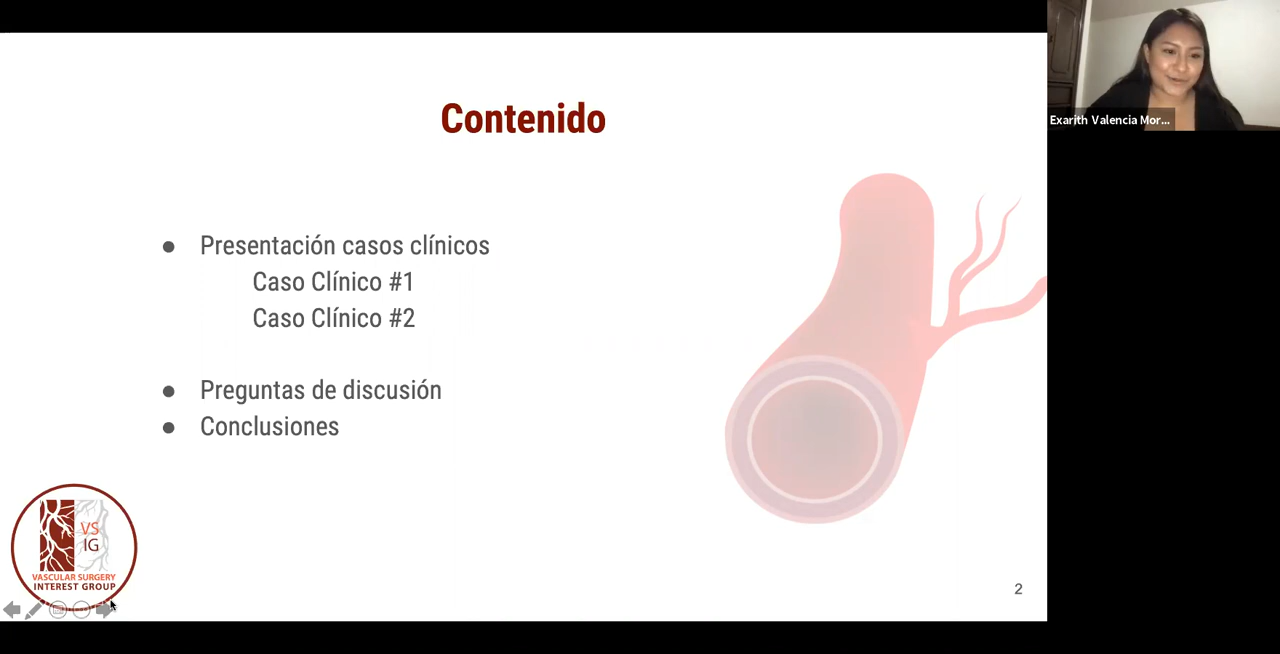 Contenido
Exarith Valencia Mor...
● Presentación casos clínicos
Caso Clínico #1
Caso Clínico #2
● Preguntas de discusión
● Conclusiones
VS
IG
VASCULAR SURGERY
INTEREST GROUP
2